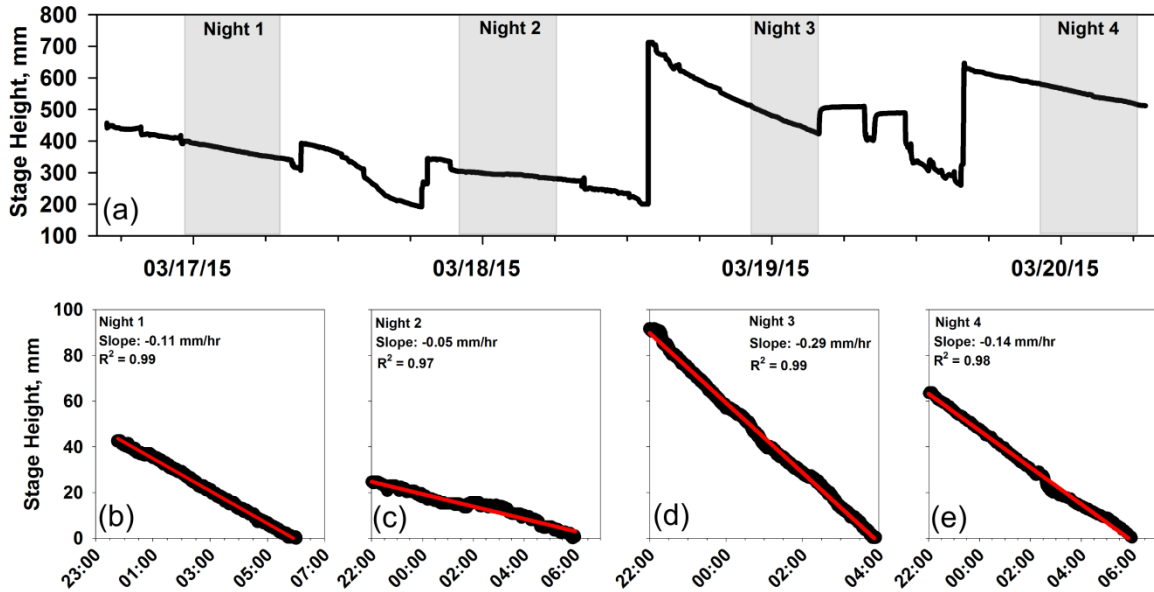 Night 1 Night 2 Night 3 Night 4
Stage Height, mm
800
700
600
500
400
300
200
100
(a)
03/17/15 03/18/15 03/19/15 03/20/15
Stage Height, mm
100
80
60
40
20
0
Night 1
Slope: -0.11 mm/hr
R² = 0.99
(b)
23:00 01:00 03:00 05:00 07:00
Night 2
Slope: -0.05 mm/hr
R² = 0.97
(c)
22:00 00:00 02:00 04:00 06:00
Night 3
Slope: -0.29 mm/hr
R² = 0.99
(d)
22:00 00:00 02:00 04:00
Night 4
Slope: -0.14 mm/hr
R² = 0.98
(e)
22:00 00:00 02:00 04:00 06:00